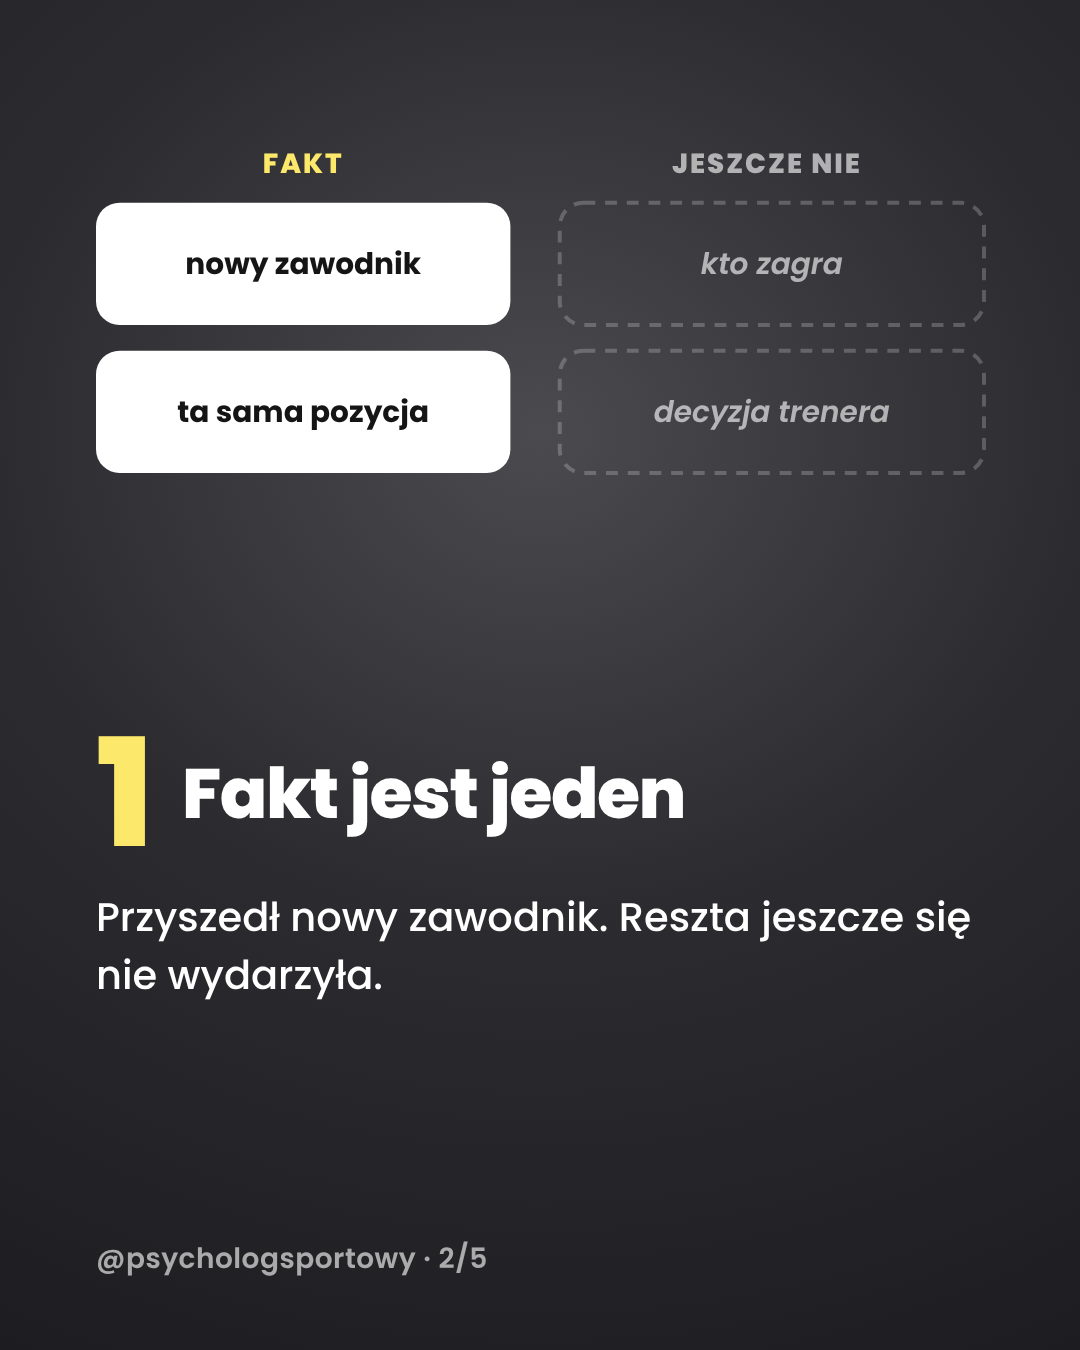 FAKT
JESZCZE NIE
nowy zawodnik
kto zagra
ta sama pozycja
decyzja trenera
1 Fakt jest jeden
Przyszedł nowy zawodnik. Reszta jeszcze się
nie wydarzyła.
@psychologsportowy · 2/5